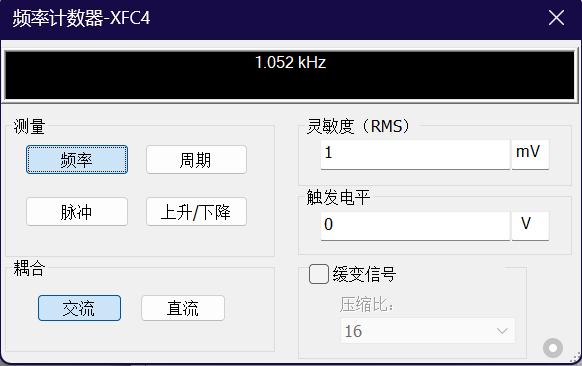 频率计数器-XFC4
1.052 kHz
测量
频率
周期
脉冲
上升/下降
耦合
交流
直流
灵敏度（RMS）
1
mV
触发电平
0
V
缓变信号
压缩比：
16